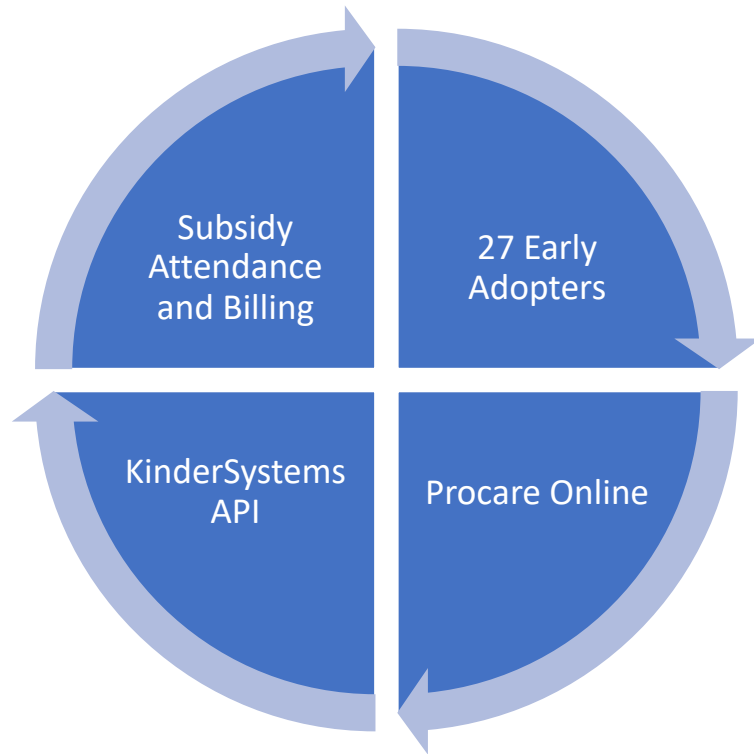 Subsidy
Attendance
and Billing
27 Early
Adopters
KinderSystems
API
Procare Online